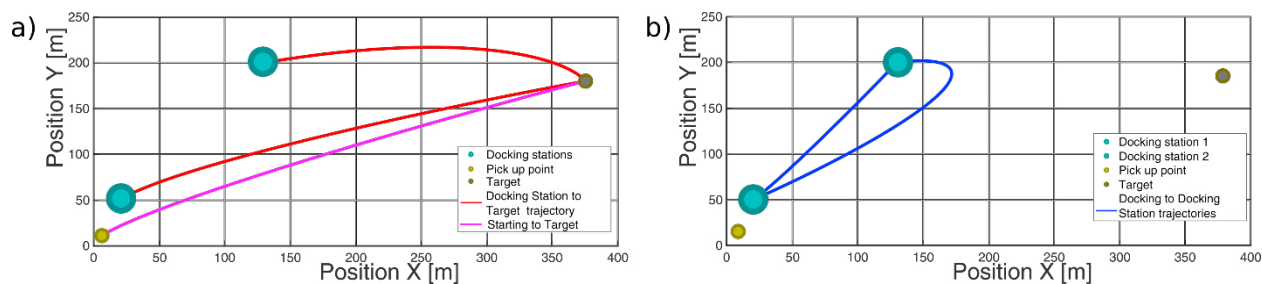 a)
Position Y [m]
250
200
150
100
50
0
0 50 100 150 200 250 300 350 400
Position X [m]
Docking stations
Pick up point
Target
Docking Station to
Target trajectory
Starting to Target
b)
Position Y [m]
250
200
150
100
50
0
0 50 100 150 200 250 300 350 400
Position X [m]
Docking station 1
Docking station 2
Pick up point
Target
Docking to Docking
Station trajectories